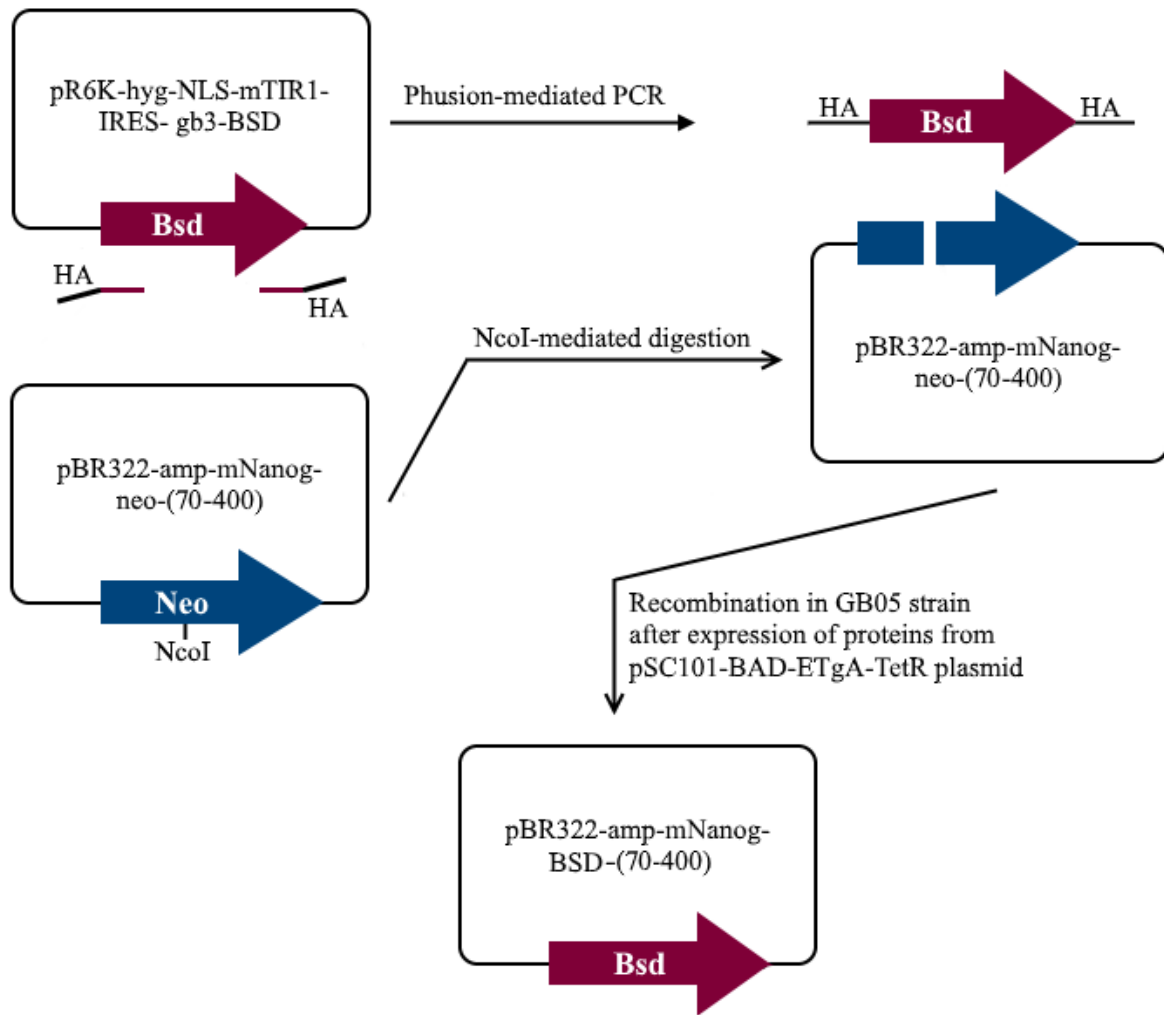 pR6K-hyg-NLS-mTIR1-
IRES- gb3-BSD
Bsd
HA
HA
Phusion-mediated PCR
HA
Bsd
HA
NcoI-mediated digestion
pBR322-amp-mNanog-
neo-(70-400)
pBR322-amp-mNanog-
neo-(70-400)
Neo
NcoI
Recombination in GB05 strain
after expression of proteins from
pSC101-BAD-ETgA-TetR plasmid
pBR322-amp-mNanog-
BSD-(70-400)
Bsd